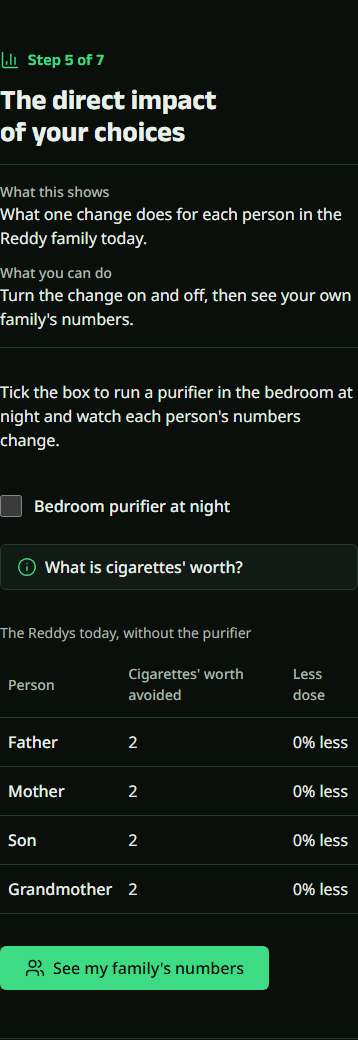 Step 5 of 7
The direct impact
of your choices
What this shows
What one change does for each person in the
Reddy family today.
What you can do
Turn the change on and off, then see your own
family's numbers.
Tick the box to run a purifier in the bedroom at
night and watch each person's numbers
change.
Bedroom purifier at night
What is cigarettes' worth?
The Reddys today, without the purifier
Person Cigarettes' worth avoided Less dose
Father 2 0% less
Mother 2 0% less
Son 2 0% less
Grandmother 2 0% less
See my family's numbers